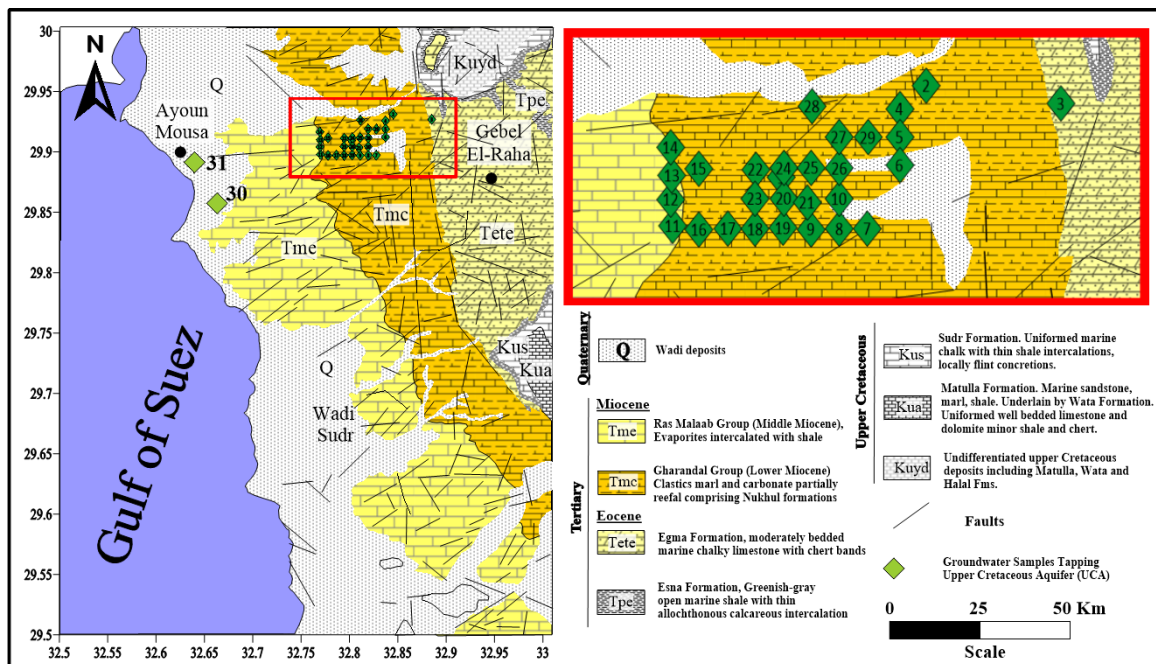 30
29.95
29.9
29.85
29.8
29.75
29.7
29.65
29.6
29.55
29.5
32.5
32.55
32.6
32.65
32.7
32.75
32.8
32.85
32.9
32.95
33
N
Q
Ayoun
Mousa
31
30
Kuyd
Tpe
Gebel
El-Raha
Tmc
Tme
Tete
Kus
Kua
Q
Wadi
Sudr
Gulf of Suez
2
3
28
4
27
29
5
14
6
13
15
22
24
25
26
12
23
20
21
10
11
16
17
18
19
9
8
7
Quaternary
Q
Wadi deposits
Tertiary
Miocene
Tme
Ras Malaab Group (Middle Miocene),
Evaporites intercalated with shale
Tmc
Gharandal Group (Lower Miocene)
Clastics marl and carbonate partially
reefal comprising Nukhul formations
Eocene
Tete
Egma Formation, moderately bedded
marine chalky limestone with chert bands
Tpe
Esna Formation, Greenish-gray
open marine shale with thin
allochthonous calcareous intercalation
Upper Cretaceous
Kus
Sudr Formation. Uniformed marine
chalk with thin shale intercalations,
locally flint concretions.
Kua
Matulla Formation. Marine sandstone,
marl, shale. Underlain by Wata Formation.
Uniformed well bedded limestone and
dolomite minor shale and chert.
Kuyd
Undifferentiated upper Cretaceous
deposits including Matulla, Wata and
Halal Fms.
Faults
Groundwater Samples Tapping
Upper Cretaceous Aquifer (UCA)
0
25
50 Km
Scale